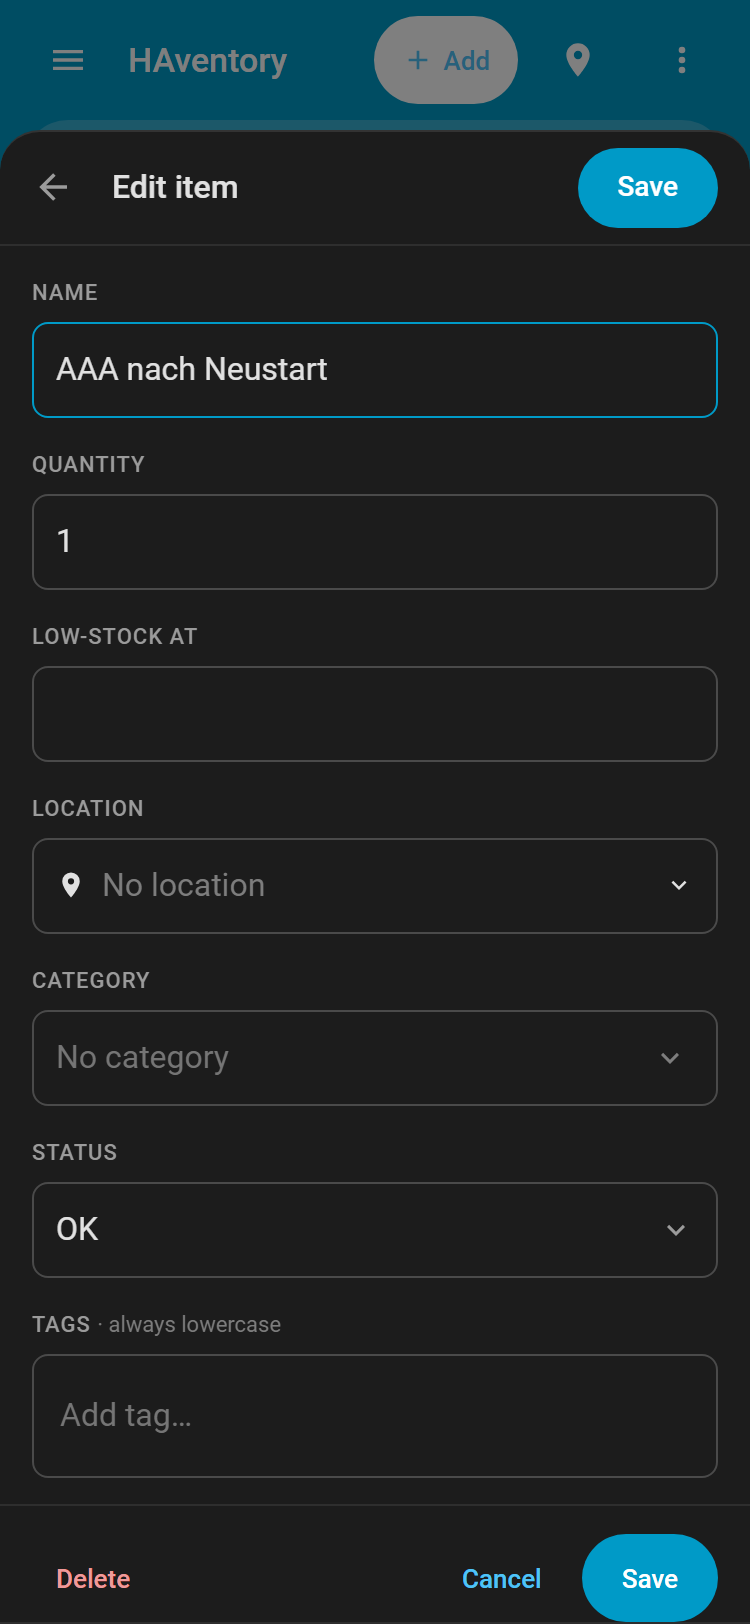 HAventory
+ Add
Edit item
Save
NAME
AAA nach Neustart
QUANTITY
1
LOW-STOCK AT
LOCATION
No location
CATEGORY
No category
STATUS
OK
TAGS · always lowercase
Add tag...
Delete
Cancel
Save